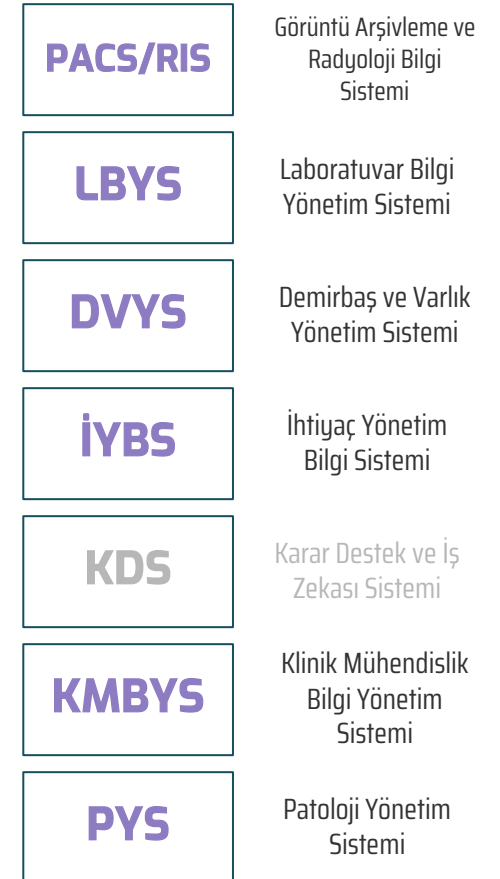 PACS/RIS
Görüntü Arşivleme ve
Radyoloji Bilgi
Sistemi
LBYS
Laboratuvar Bilgi
Yönetim Sistemi
DVYS
Demirbaş ve Varlık
Yönetim Sistemi
İYBS
İhtiyaç Yönetim
Bilgi Sistemi
KDS
Karar Destek ve İş
Zekası Sistemi
KMBYS
Klinik Mühendislik
Bilgi Yönetim
Sistemi
PYS
Patoloji Yönetim
Sistemi